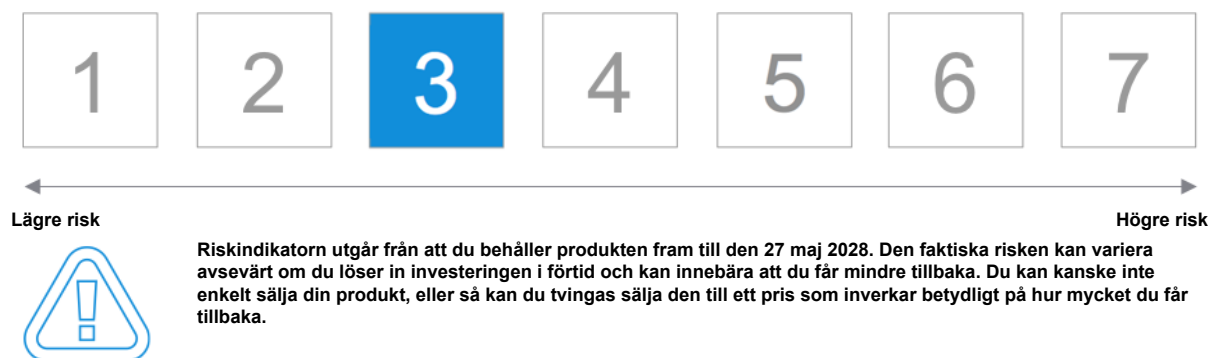 1 2 3 4 5 6 7
Lägre risk Högre risk
Riskindikatorn utgår från att du behåller produkten fram till den 27 maj 2028. Den faktiska risken kan variera
avsevärt om du löser in investeringen i förtid och kan innebära att du får mindre tillbaka. Du kan kanske inte
enkelt sälja din produkt, eller så kan du tvingas sälja den till ett pris som inverkar betydligt på hur mycket du får
tillbaka.